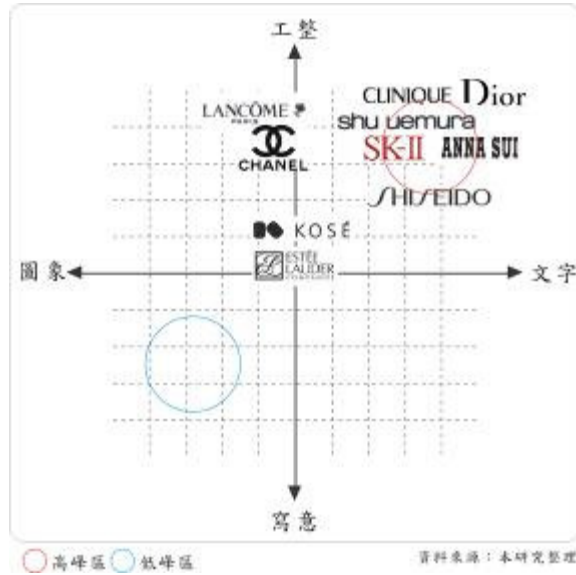 工整
CLINIQUE Dior
LANCÔME
PARIS
shu uemura
CHANEL
SK-II ANNA SUI
SHISEIDO
KOSÉ
ESTĒE
LAUDER
圖象
文字
寫意
高峰區 低峰区
資料來源：本研究整理